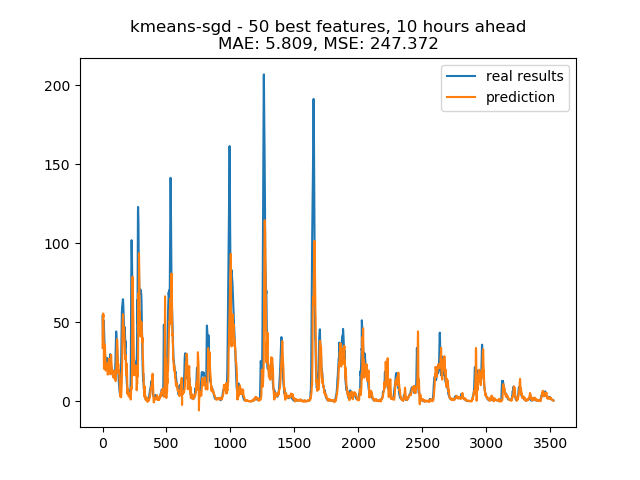 kmeans-sgd - 50 best features, 10 hours ahead
MAE: 5.809, MSE: 247.372
real results
prediction
200
150
100
50
0
0 500 1000 1500 2000 2500 3000 3500